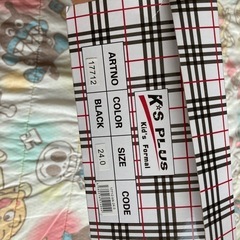 K★S PLUS
Kid's Formal
ARTNO COLOR SIZE CODE
17712 BLACK 24.0